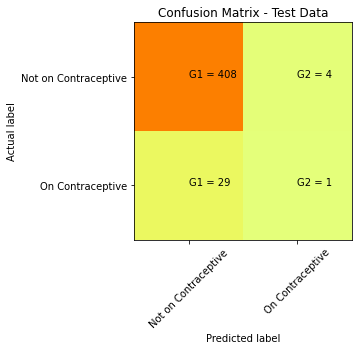 Confusion Matrix - Test Data
Actual label
Not on Contraceptive
G1 = 408
G2 = 4
On Contraceptive
G1 = 29
G2 = 1
Not on Contraceptive
On Contraceptive
Predicted label